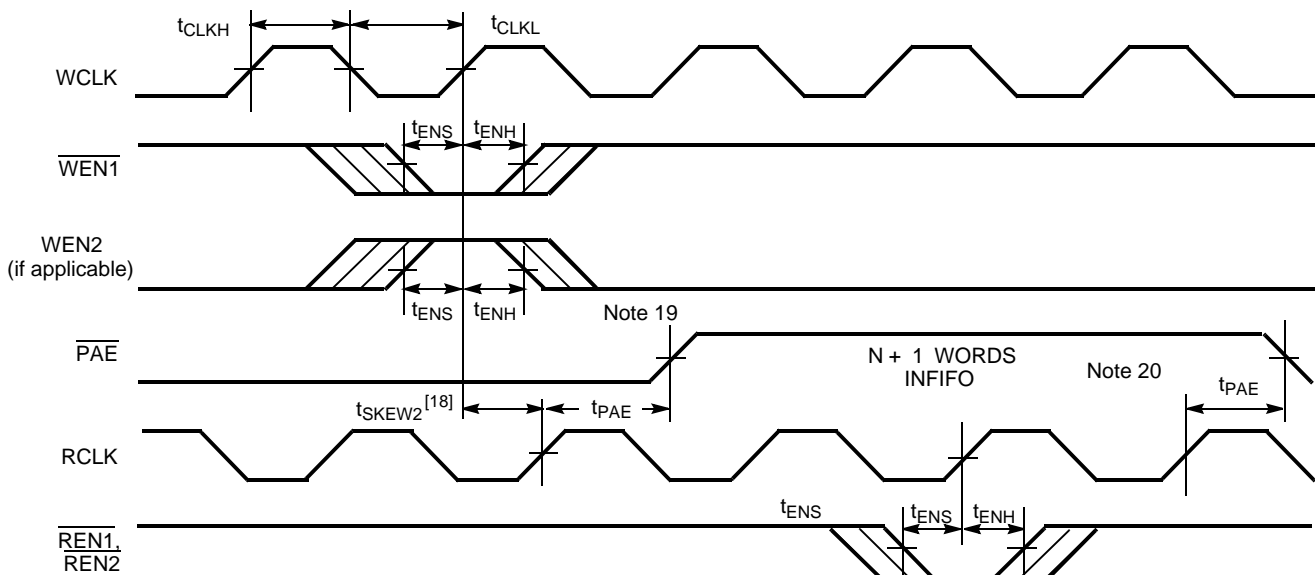 tCLKH
tCLKL
WCLK
tENS tENH
WEN1
WEN2
(if applicable)
tENS tENH
Note 19
PAE
N + 1 WORDS
INFIFO
Note 20
tPAE
tSKEW2[18]
tPAE
RCLK
tENS
tENS tENH
REN1,
REN2